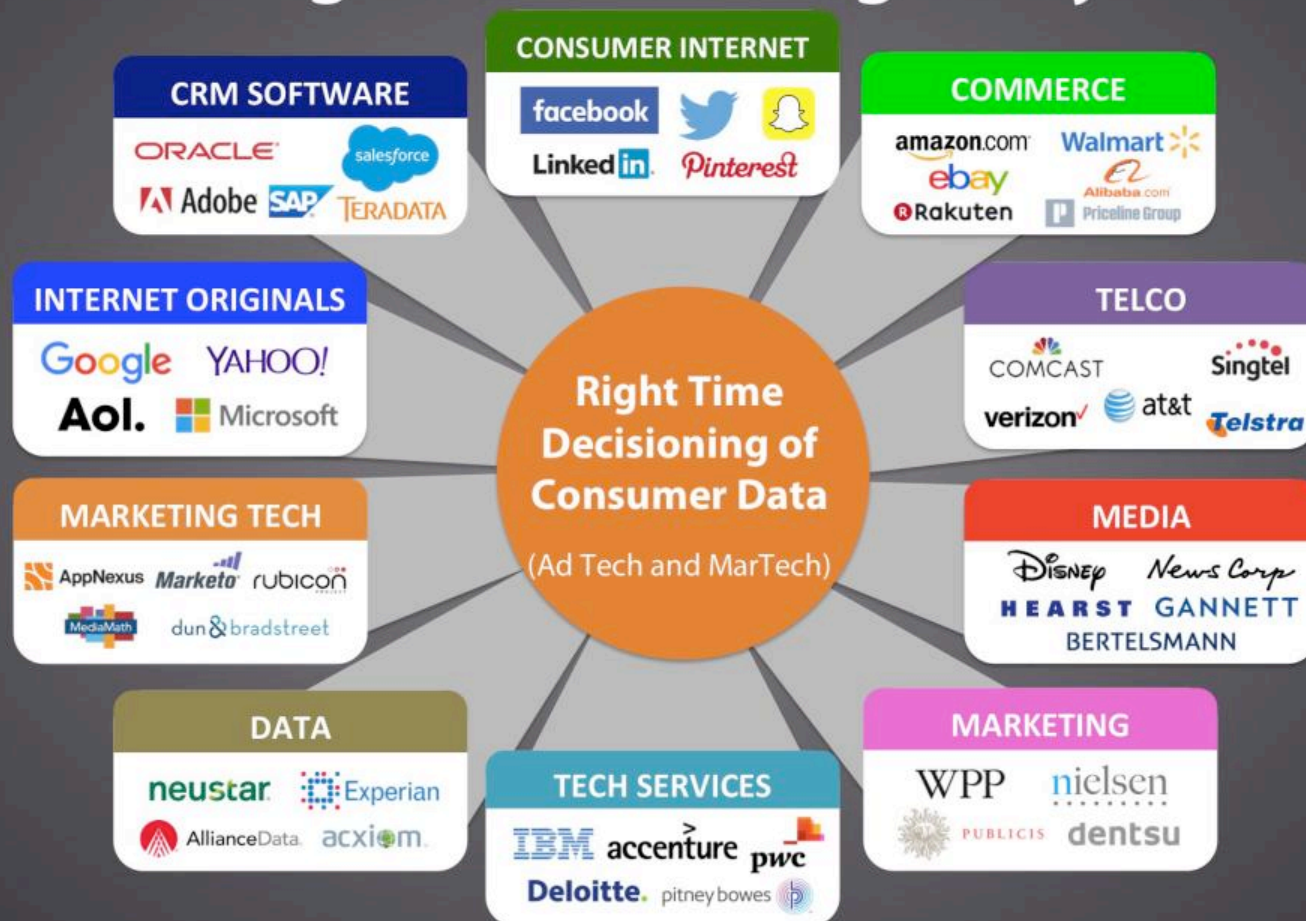 CONSUMER INTERNET
facebook
Linked in
Pinterest
CRM SOFTWARE
ORACLE
salesforce
Adobe SAP TERADATA
COMMERCE
amazon.com Walmart
ebay Alibaba.com
Rakuten Priceline Group
INTERNET ORIGINALS
Google YAHOO!
Aol. Microsoft
TELCO
COMCAST Singtel
verizon at&t Telstra
Right Time
Decisioning of
Consumer Data
(Ad Tech and MarTech)
MARKETING TECH
AppNexus Marketo rubicon
PROJECT
MediaMath dun & bradstreet
MEDIA
Disney News Corp
HEARST GANNETT
BERTELSMANN
DATA
neustar Experian
AllianceData acxiom
TECH SERVICES
IBM accenture pwc
Deloitte. pitney bowes
MARKETING
WPP nielsen
PUBLICIS dentsu